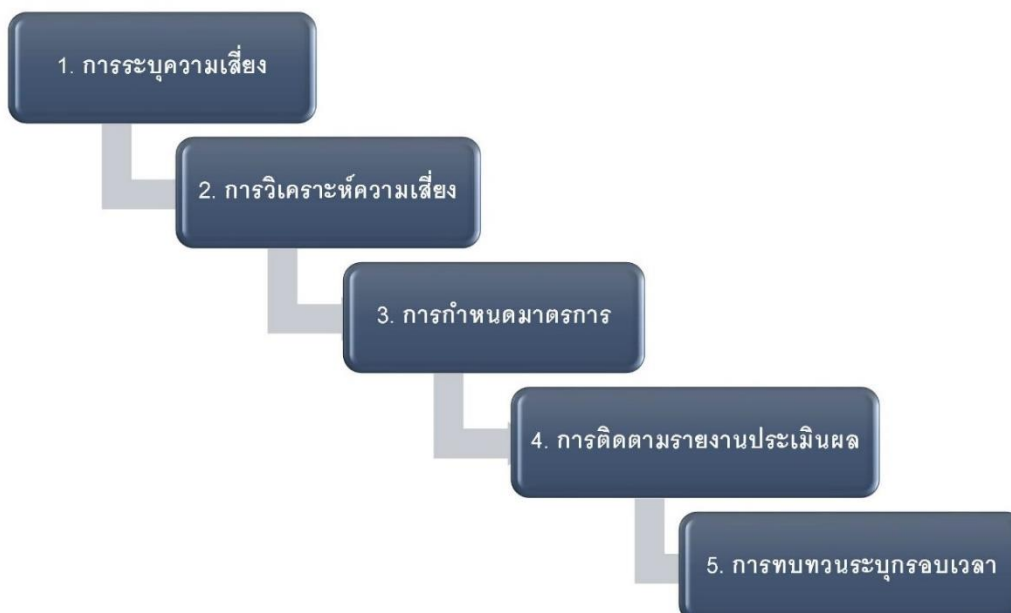 1. การระบุความเสี่ยง
2. การวิเคราะห์ความเสี่ยง
3. การกำหนดมาตรการ
4. การติดตามรายงานประเมินผล
5. การทบทวนระบุกรอบเวลา